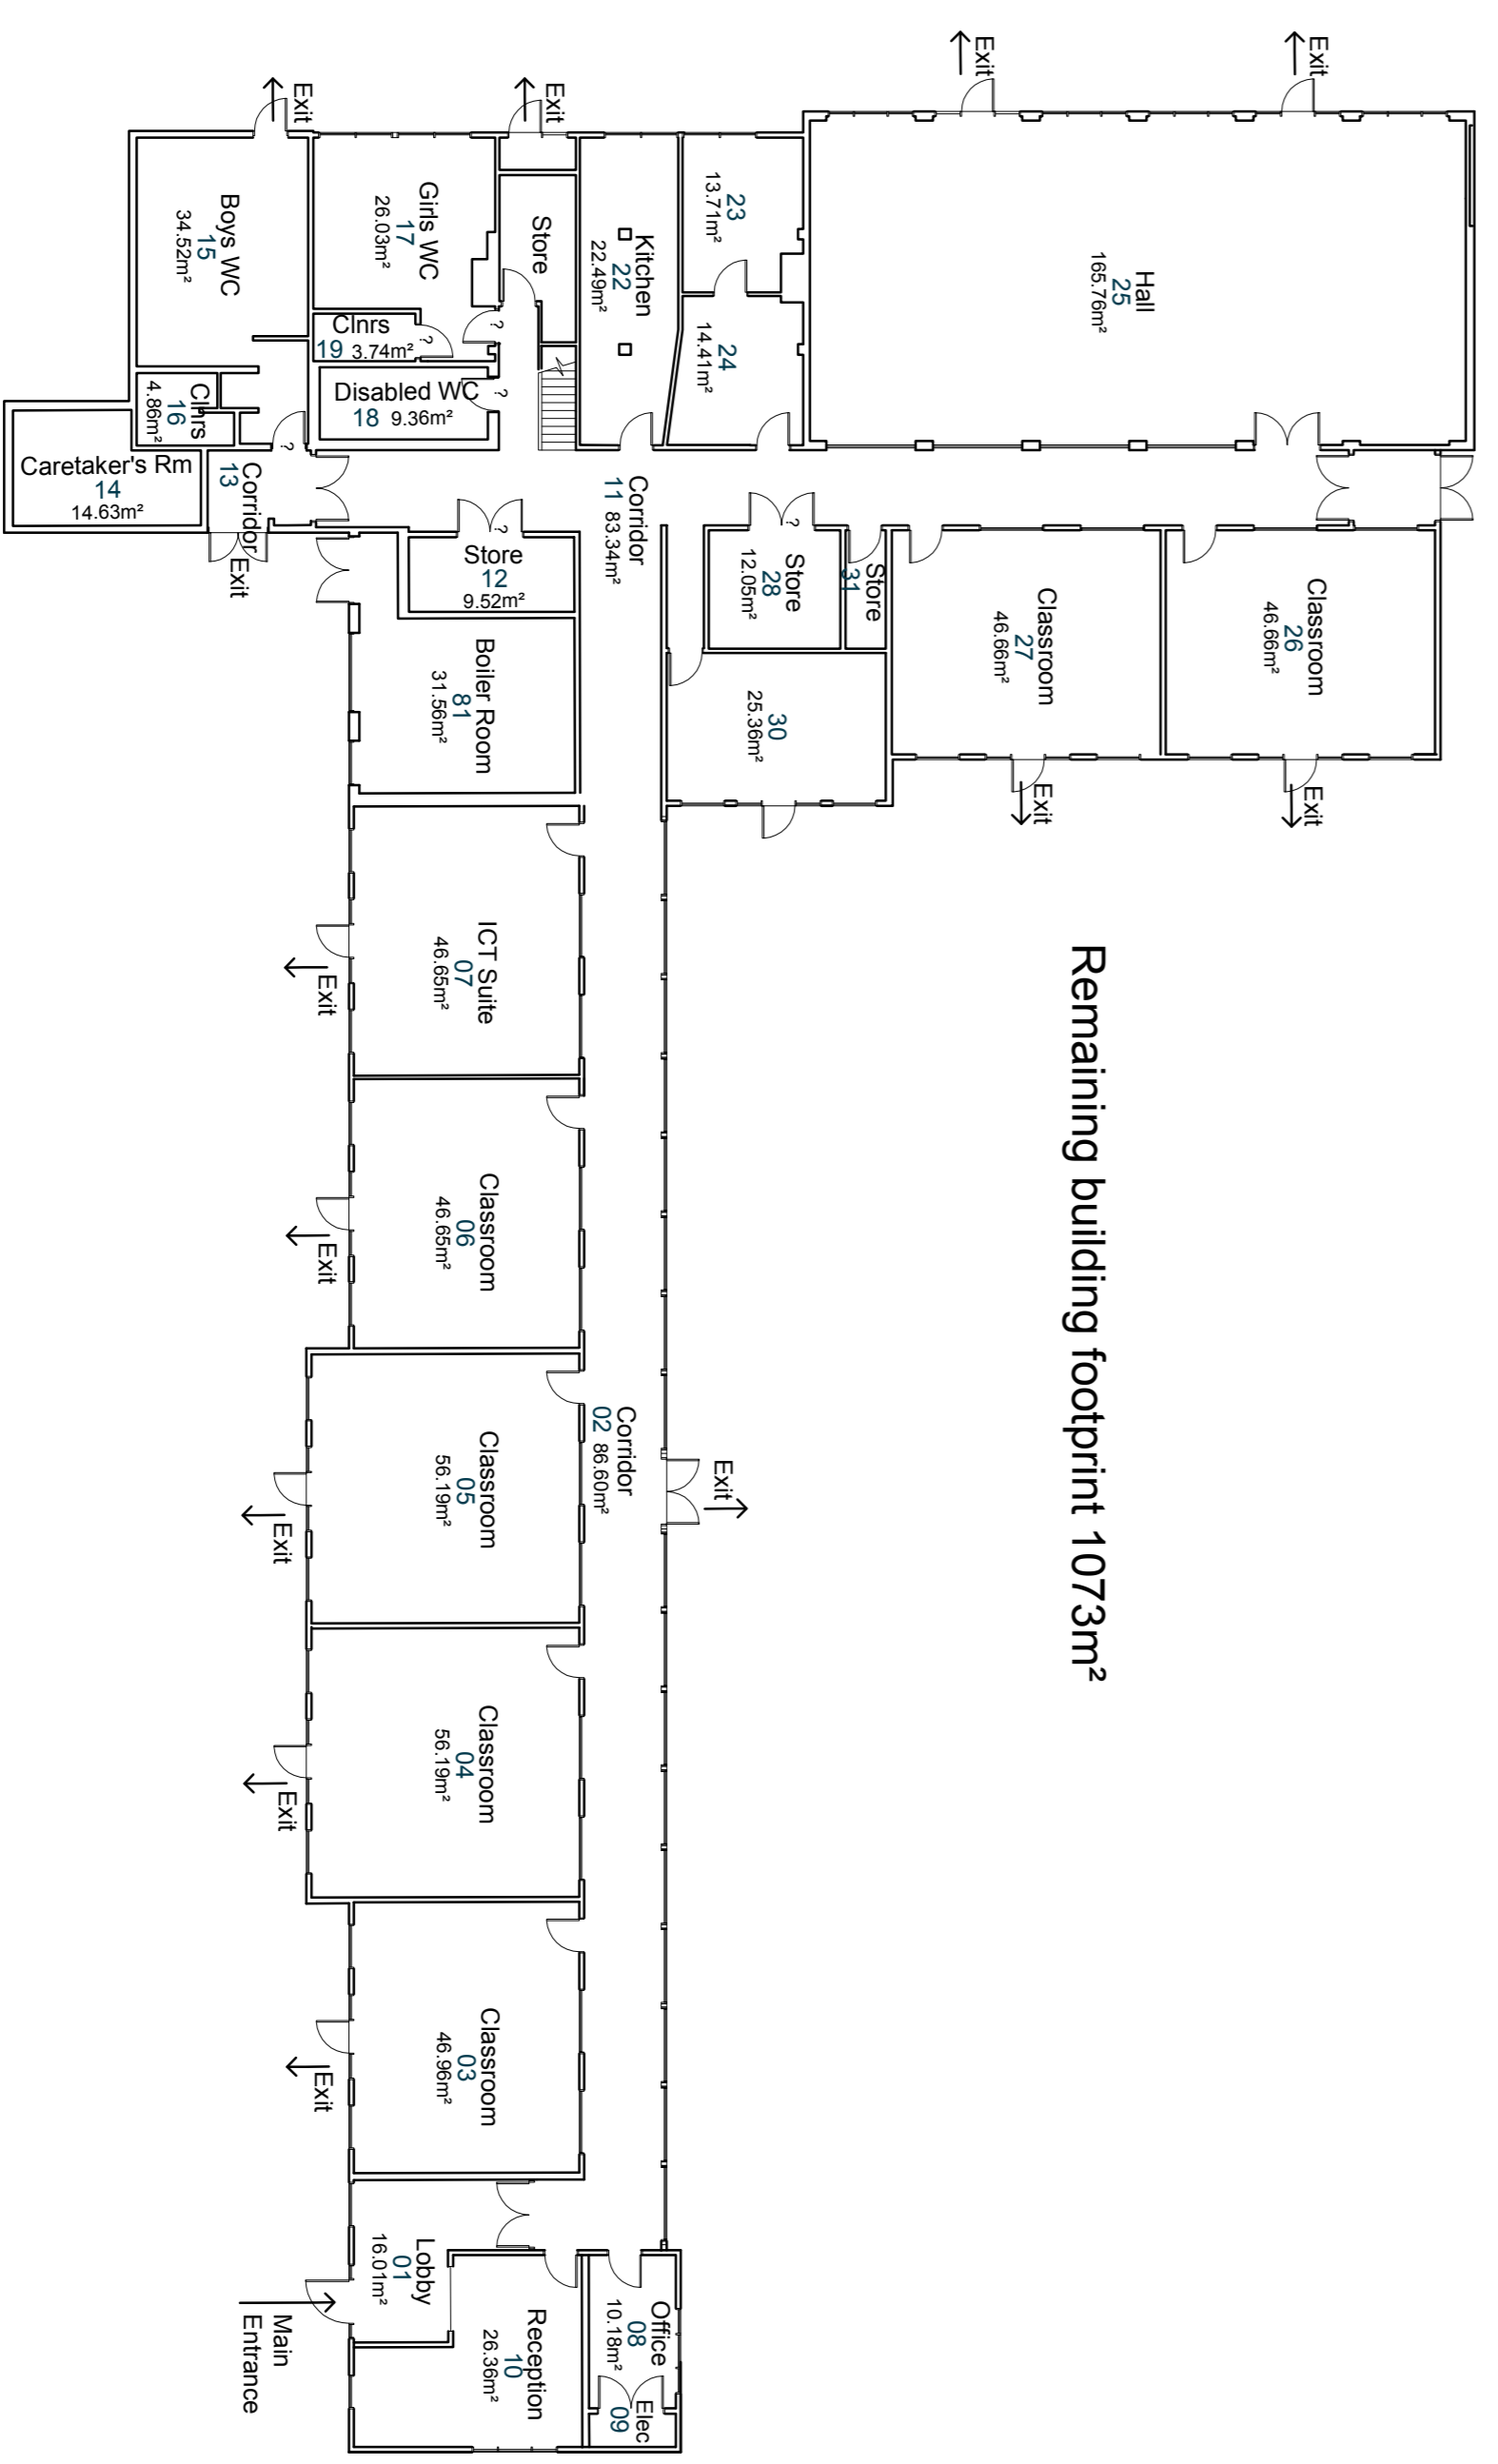 Remaining building footprint 1073m²
Exit
Exit
Exit
Exit
Hall
25
165.76m²
23
13.71m²
24
14.41m²
Kitchen
22
22.49m²
Store
Girls WC
17
26.03m²
Boys WC
15
34.52m²
Clnrs
19 3.74m²
?
?
Disabled WC
18 9.36m²
?
Clnrs
16
4.86m²
?
Caretaker's Rm
14
14.63m²
Corridor
13
Exit
Corridor
11 83.34m²
Store
12
9.52m²
?
Boiler Room
81
31.56m²
Store
28
12.05m²
?
Store
31
30
25.36m²
Classroom
27
46.66m²
Exit
Classroom
26
46.66m²
Exit
ICT Suite
07
46.65m²
Exit
Classroom
06
46.65m²
Exit
Corridor
02 86.60m²
Exit
Classroom
05
56.19m²
Exit
Classroom
04
56.19m²
Exit
Classroom
03
46.96m²
Exit
Lobby
01
16.01m²
Main
Entrance
Reception
10
26.36m²
Office
08
10.18m²
Elec
09